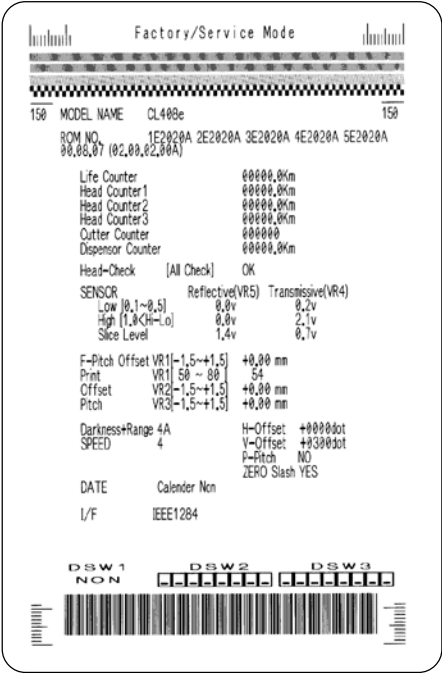 Factory/Service Mode
150 MODEL NAME CL408e 150
ROM NO. 1E2020A 2E2020A 3E2020A 4E2020A 5E2020A
00.08.07 (02.00.02.00A)
Life Counter 00000.0Km
Head Counter1 00000.0Km
Head Counter2 00000.0Km
Head Counter3 00000.0Km
Cutter Counter 000000
Dispensor Counter 00000.0Km
Head-Check [All Check] OK
SENSOR Reflective(VR5) Transmissive(VR4)
Low [0.1~0.5] 0.0v 0.2v
High [1.0<Hi-Lo] 0.0v 2.1v
Slice Level 1.4v 0.7v
F-Pitch Offset VR1[-1.5~+1.5] +0.00 mm
Print VR1[ 50 ~ 80 ] 54
Offset VR2[-1.5~+1.5] +0.00 mm
Pitch VR3[-1.5~+1.5] +0.00 mm
Darkness+Range 4A H-Offset +0000dot
SPEED 4 V-Offset +0300dot
P-Pitch NO
ZERO Slash YES
DATE Calender Non
I/F IEEE1284
DSW1 DSW2 DSW3
NON